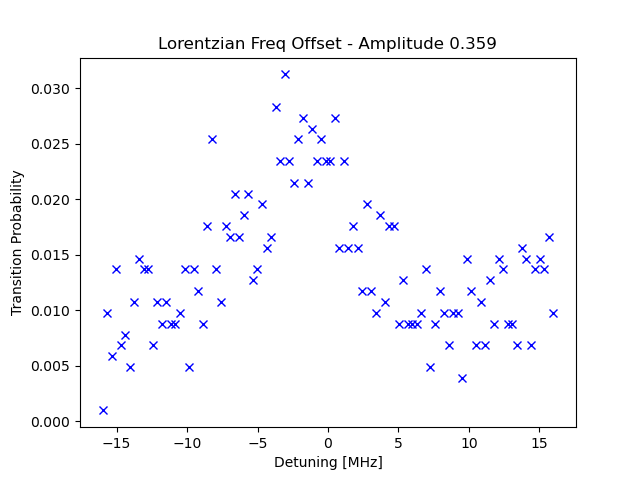 Lorentzian Freq Offset - Amplitude 0.359
Transition Probability
0.030
0.025
0.020
0.015
0.010
0.005
0.000
−15 −10 −5 0 5 10 15
Detuning [MHz]